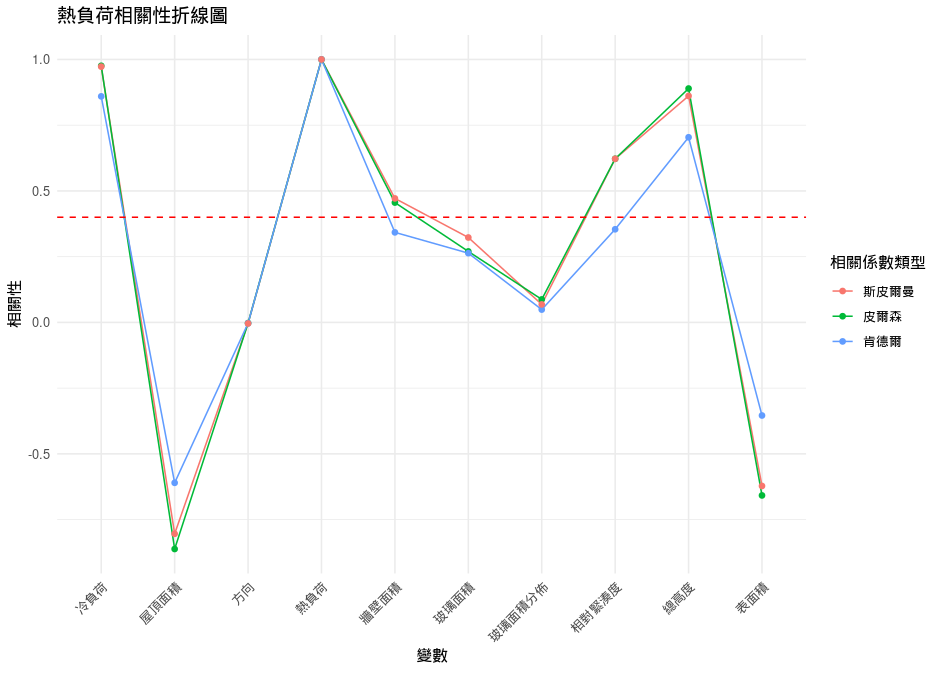 熱負荷相關性折線圖
1.0
0.5
0.0
-0.5
相關性
冷負荷
屋頂面積
方向
熱負荷
牆壁面積
玻璃面積
玻璃面積分佈
相對緊湊度
總高度
表面積
變數
相關係數類型
斯皮爾曼
皮爾森
肯德爾